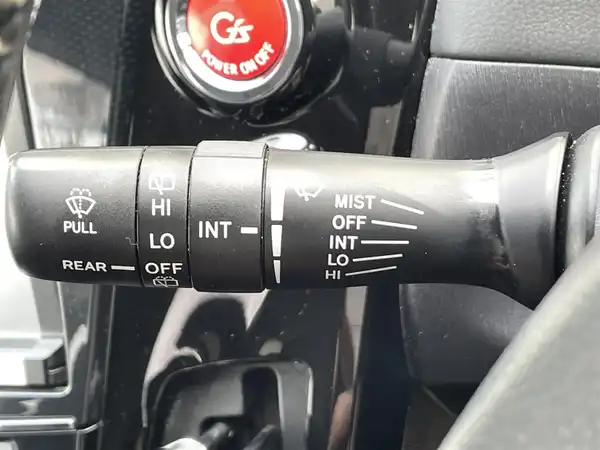 G's
POWER ON OFF
PULL
REAR
HI
LO
OFF
INT
MIST
OFF
INT
LO
HI